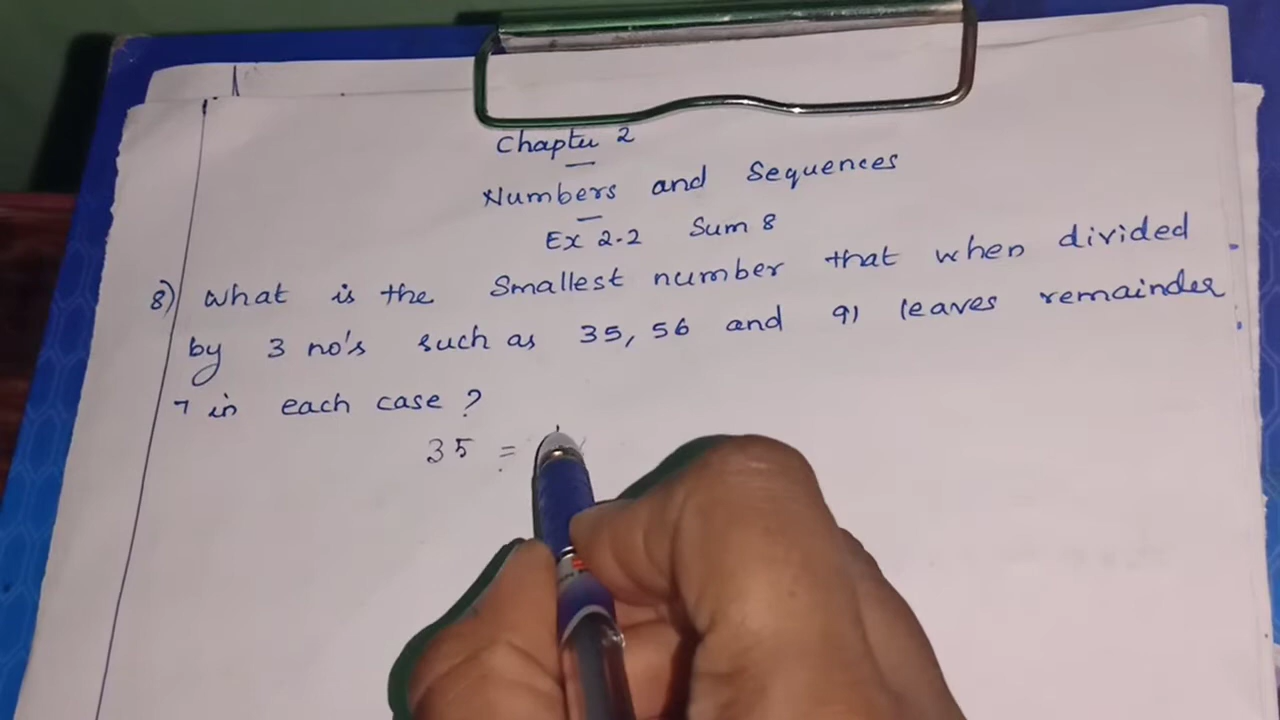 Chapter 2
Numbers and Sequences
Ex 2.2 Sum 8
8) What is the Smallest number that when divided
by 3 no's such as 35, 56 and 91 leaves remainder
7 in each case ?
35 =